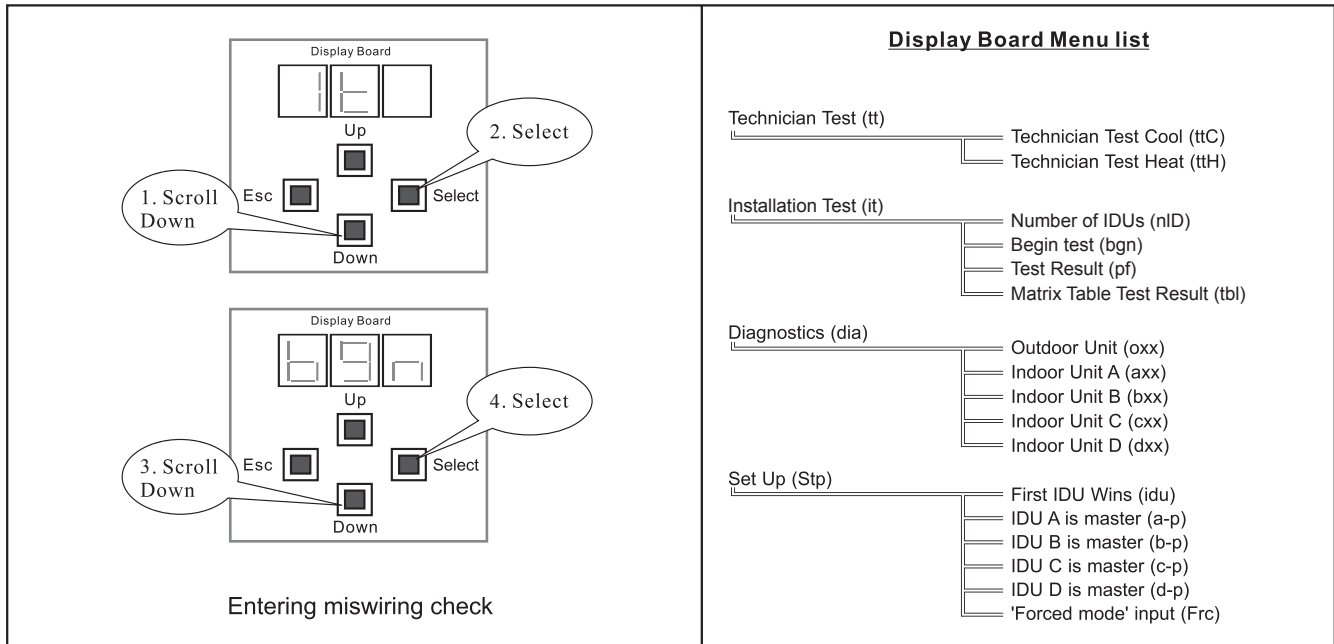 Display Board
1t
Up
2. Select
1. Scroll
Down
Esc
Select
Down
Display Board
bgn
Up
4. Select
3. Scroll
Down
Esc
Select
Down
Entering miswiring check
Display Board Menu list
Technician Test (tt)
Technician Test Cool (ttC)
Technician Test Heat (ttH)
Installation Test (it)
Number of IDUs (nID)
Begin test (bgn)
Test Result (pf)
Matrix Table Test Result (tbl)
Diagnostics (dia)
Outdoor Unit (oxx)
Indoor Unit A (axx)
Indoor Unit B (bxx)
Indoor Unit C (cxx)
Indoor Unit D (dxx)
Set Up (Stp)
First IDU Wins (idu)
IDU A is master (a-p)
IDU B is master (b-p)
IDU C is master (c-p)
IDU D is master (d-p)
'Forced mode' input (Frc)